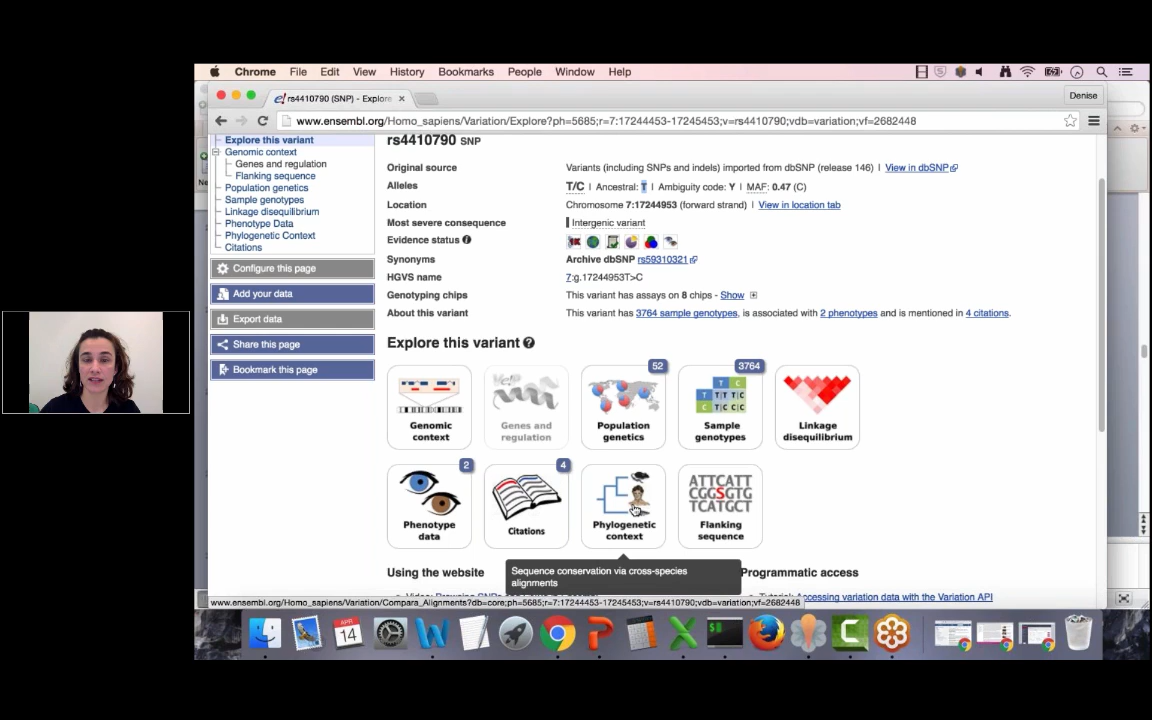 Chrome File Edit View History Bookmarks People Window Help
rs4410790 (SNP) - Explore ×
Denise
www.ensembl.org/Homo_sapiens/Variation/Explore?ph=5685;r=7:17244453-17245453;v=rs4410790;vdb=variation;vf=2682448
Explore this variant
Genomic context
Genes and regulation
Flanking sequence
Population genetics
Sample genotypes
Linkage disequilibrium
Phenotype Data
Phylogenetic Context
Citations
Configure this page
Add your data
Export data
Share this page
Bookmark this page
rs4410790 SNP
Original source Variants (including SNPs and indels) imported from dbSNP (release 146) | View in dbSNP
Alleles T/C | Ancestral: T | Ambiguity code: Y | MAF: 0.47 (C)
Location Chromosome 7:17244953 (forward strand) | View in location tab
Most severe consequence Intergenic variant
Evidence status
Synonyms Archive dbSNP rs59310321
HGVS name 7:g.17244953T>C
Genotyping chips This variant has assays on 8 chips - Show
About this variant This variant has 3764 sample genotypes, is associated with 2 phenotypes and is mentioned in 4 citations.
Explore this variant
52 3764
Genomic context
Genes and regulation
Population genetics
Sample genotypes
Linkage disequilibrium
2 4
ATTCATT
CGGSGTG
TCATGCT
Phenotype data
Citations
Phylogenetic context
Flanking sequence
Sequence conservation via cross-species
alignments
Using the website Programmatic access
Accessing variation data with the Variation API
www.ensembl.org/Homo_sapiens/Variation/Compara_Alignments?db=core;ph=5685;r=7:17244453-17245453;v=rs4410790;vdb=variation;vf=2682448
APR
14